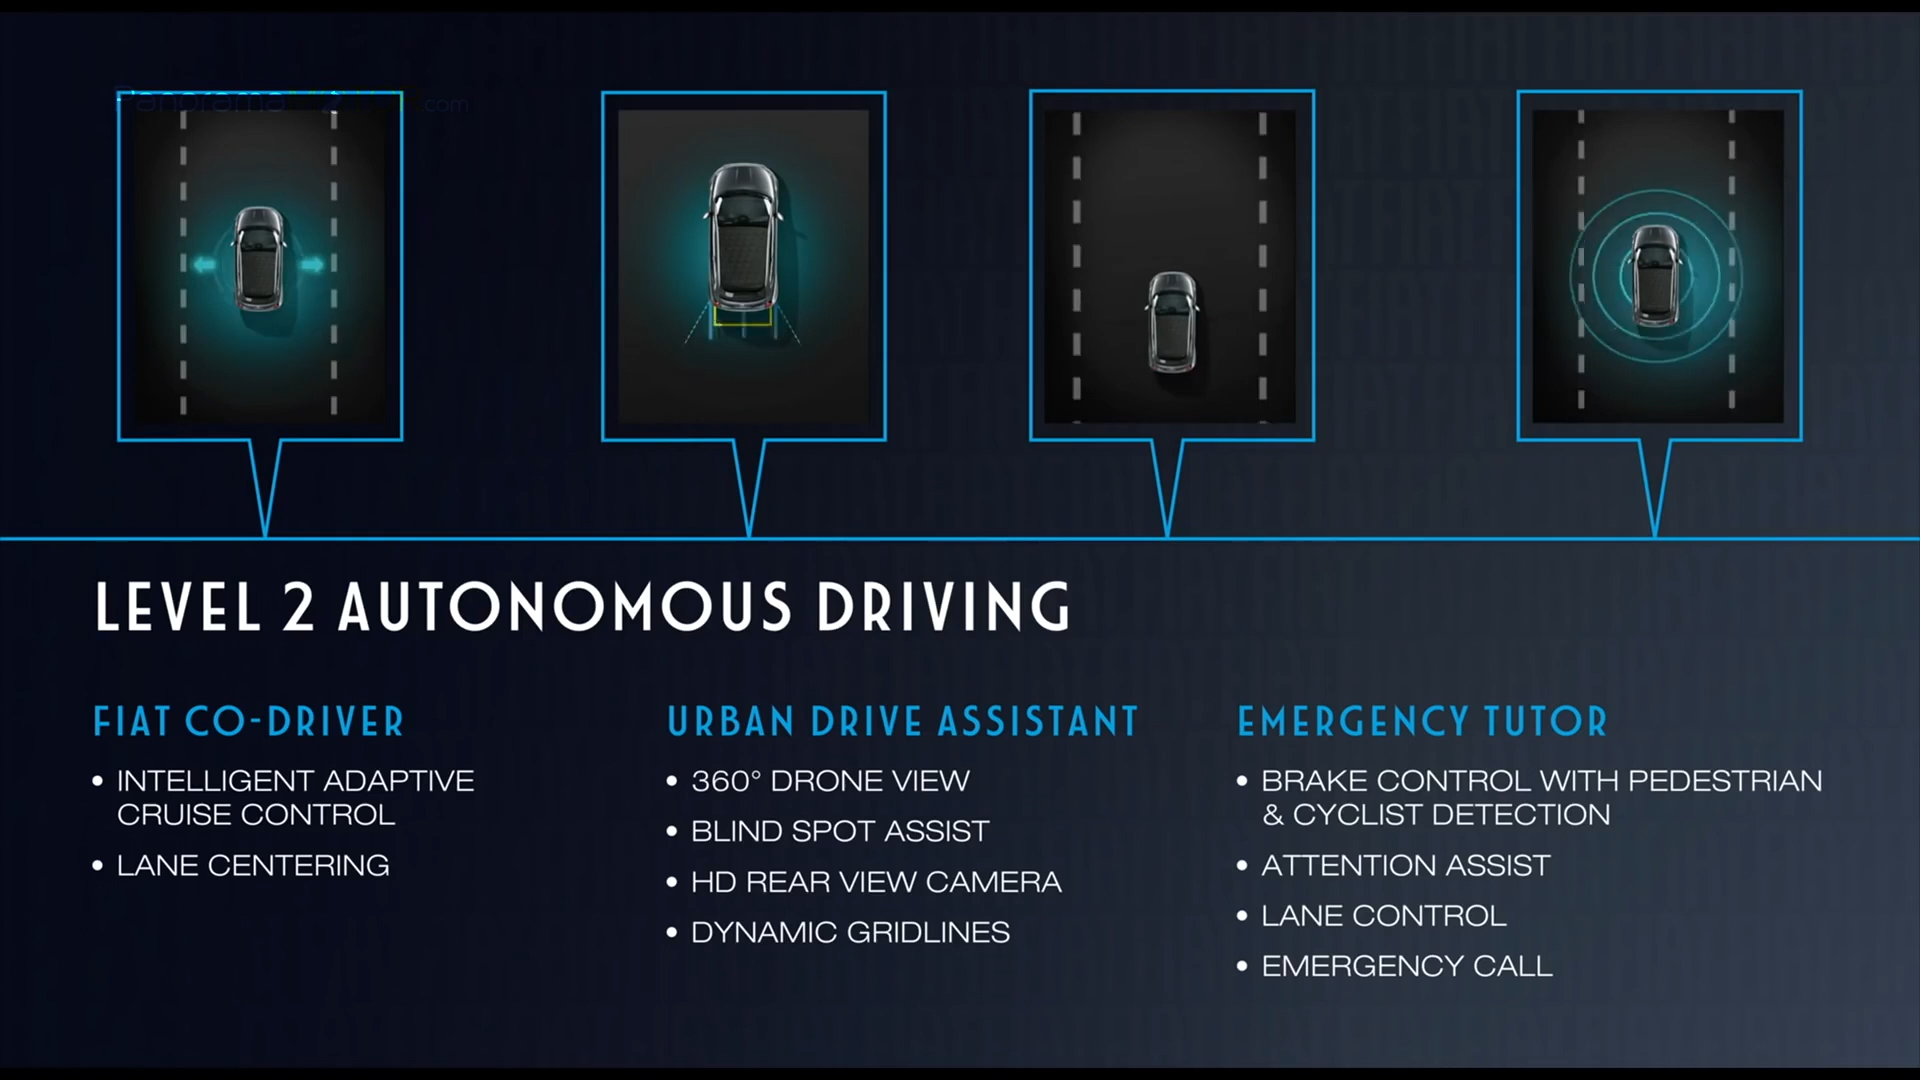 Panorama .com
LEVEL 2 AUTONOMOUS DRIVING
FIAT CO-DRIVER
• INTELLIGENT ADAPTIVE
CRUISE CONTROL
• LANE CENTERING
URBAN DRIVE ASSISTANT
• 360° DRONE VIEW
• BLIND SPOT ASSIST
• HD REAR VIEW CAMERA
• DYNAMIC GRIDLINES
EMERGENCY TUTOR
• BRAKE CONTROL WITH PEDESTRIAN
& CYCLIST DETECTION
• ATTENTION ASSIST
• LANE CONTROL
• EMERGENCY CALL